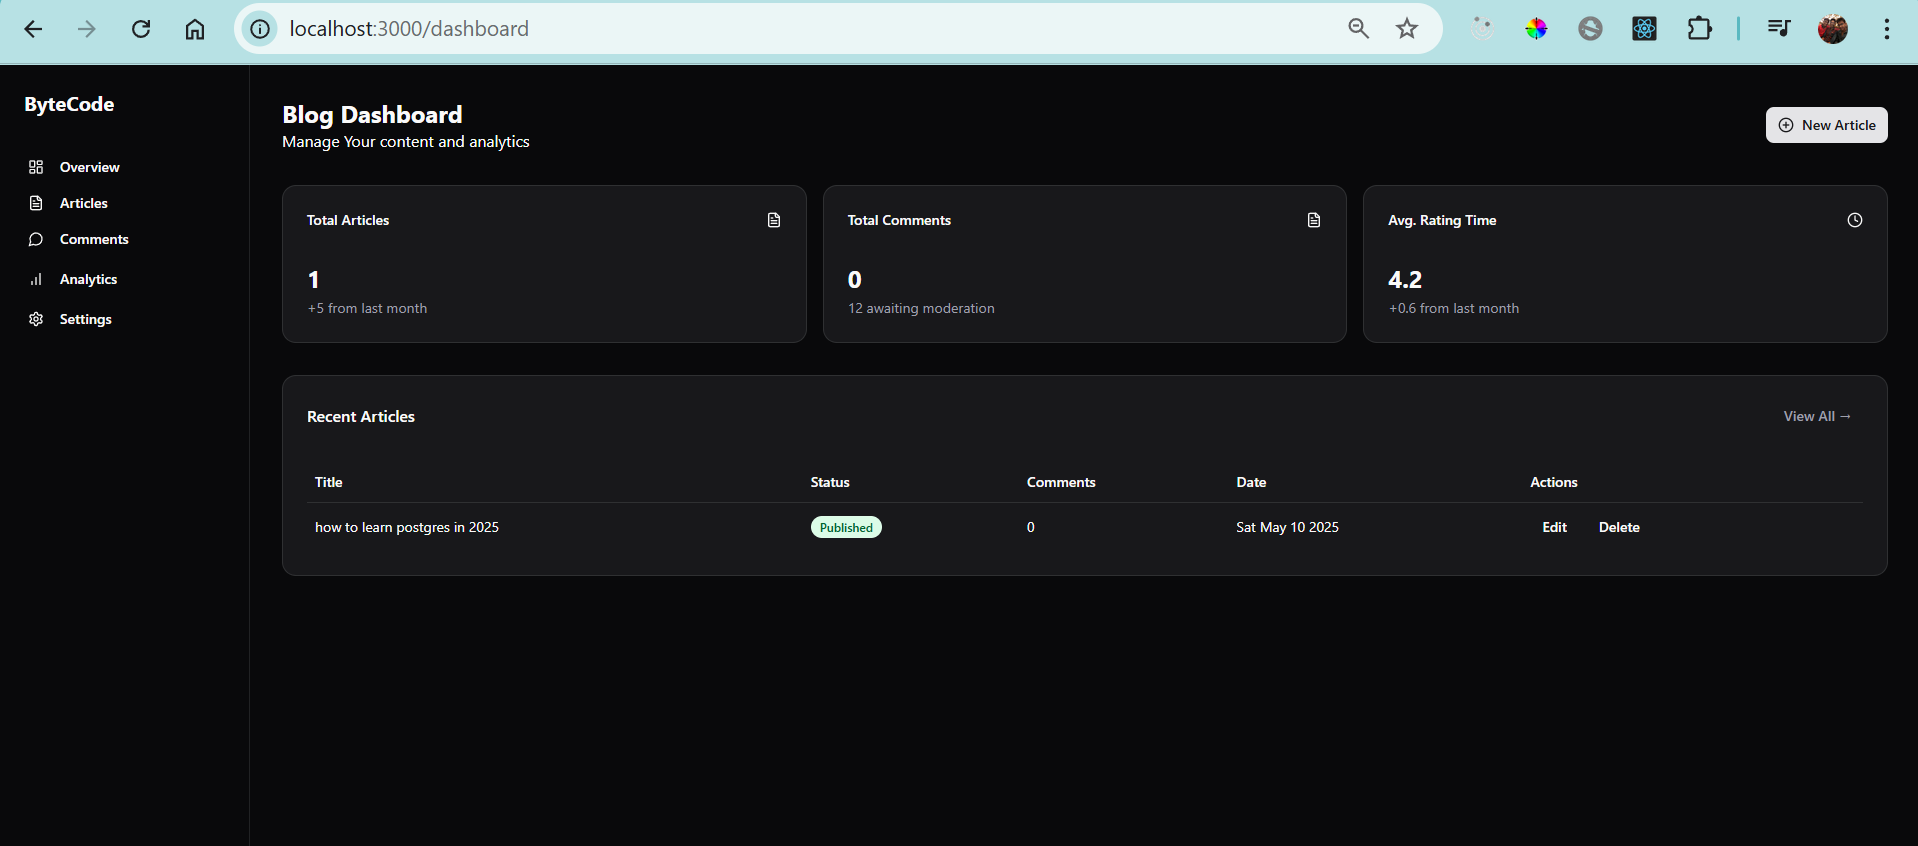 localhost:3000/dashboard
ByteCode
Overview
Articles
Comments
Analytics
Settings
Blog Dashboard
Manage Your content and analytics
New Article
Total Articles
1
+5 from last month
Total Comments
0
12 awaiting moderation
Avg. Rating Time
4.2
+0.6 from last month
Recent Articles
View All →
Title Status Comments Date Actions
how to learn postgres in 2025 Published 0 Sat May 10 2025 Edit Delete